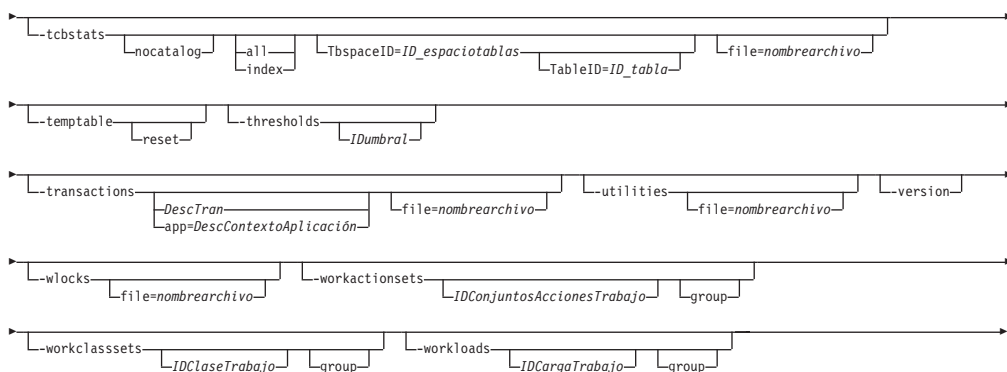 -tcbstats
nocatalog
all
index
TbspaceID=ID_espaciotablas
TableID=ID_tabla
file=nombrearchivo
-temptable
reset
-thresholds
IDumbral
-transactions
DescTran
app=DescContextoAplicación
file=nombrearchivo
-utilities
file=nombrearchivo
-version
-wlocks
file=nombrearchivo
-workactionsets
IDConjuntosAccionesTrabajo
group
-workclasssets
IDClaseTrabajo
group
-workloads
IDCargaTrabajo
group